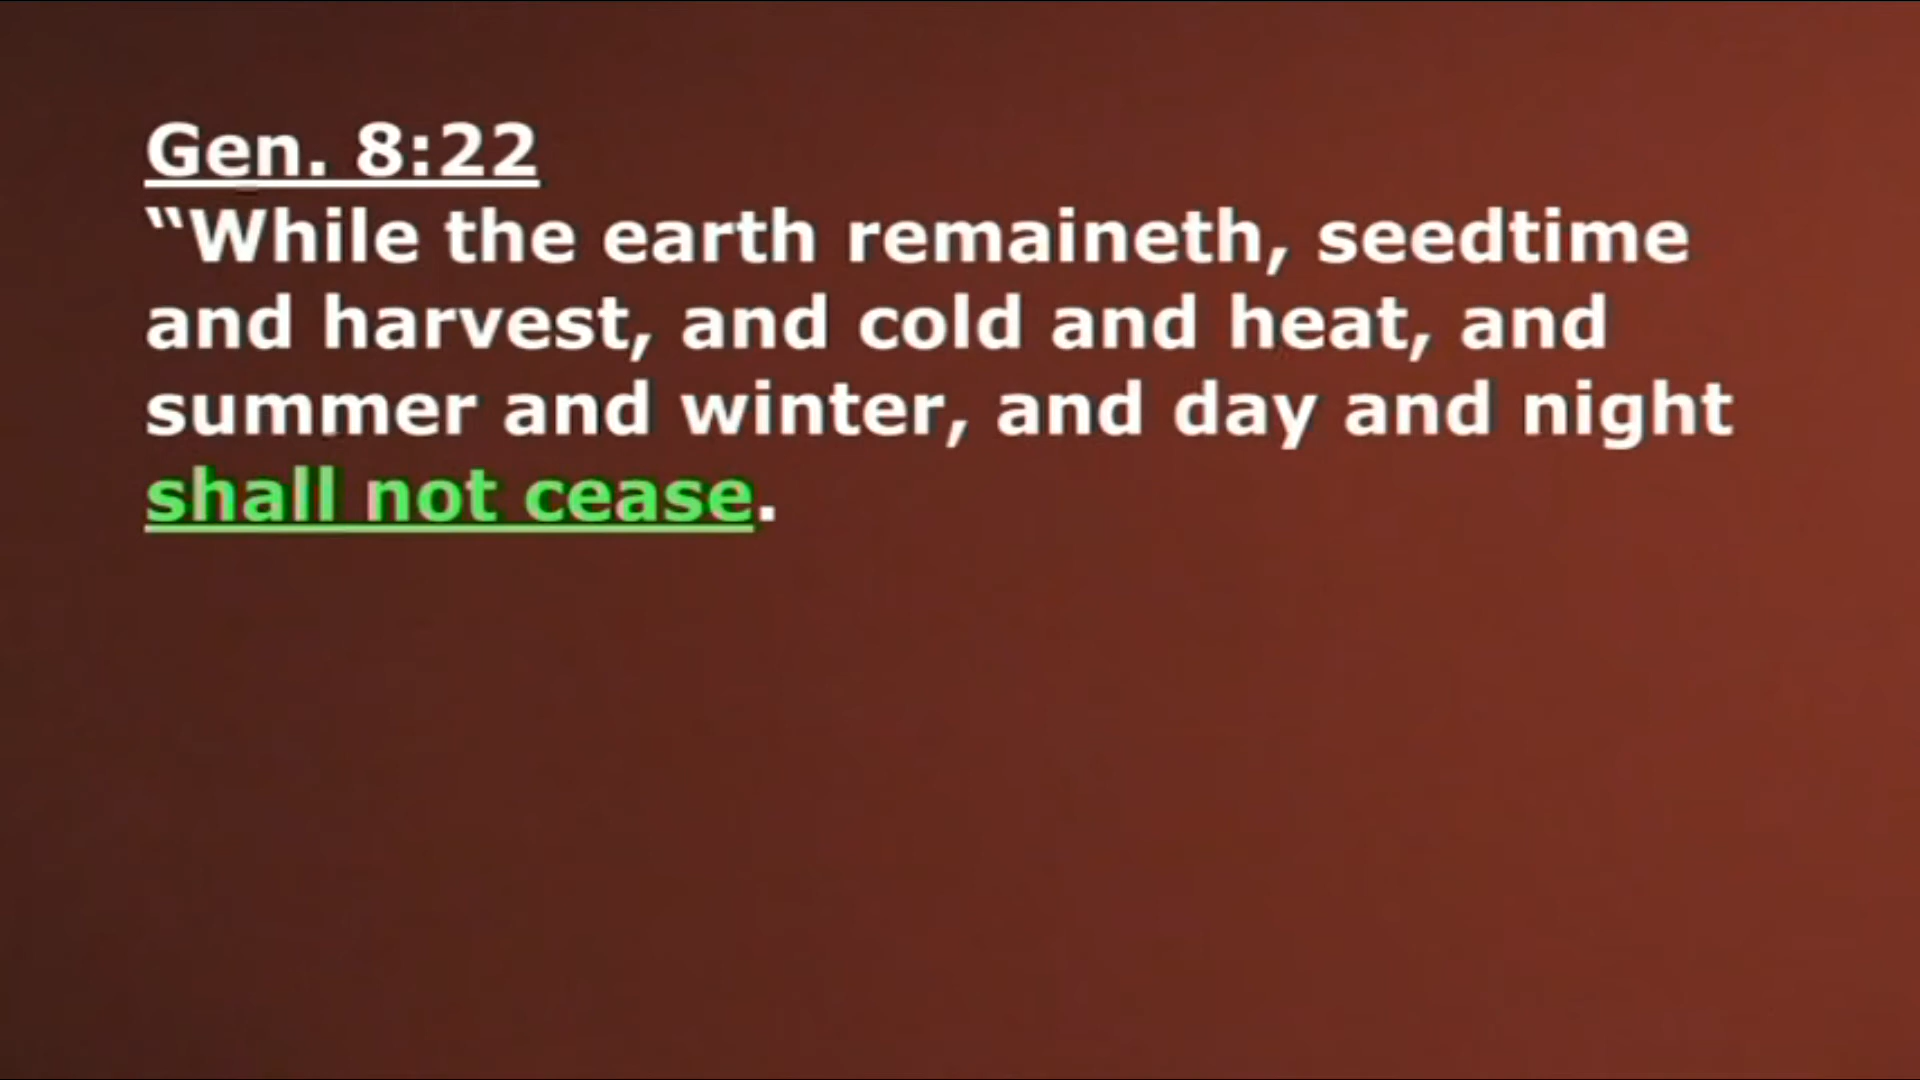 Gen. 8:22
“While the earth remaineth, seedtime
and harvest, and cold and heat, and
summer and winter, and day and night
shall not cease.